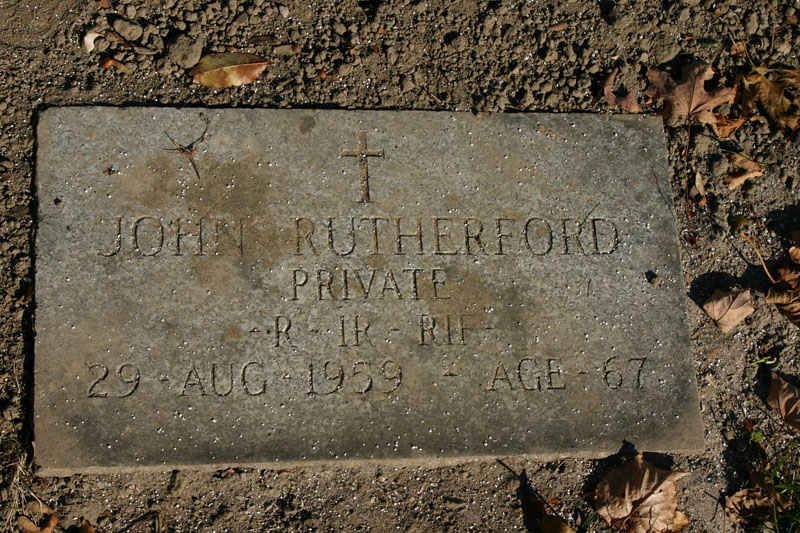 JOHN RUTHERFORD
PRIVATE
- R - IR - RIF -
29 - AUG - 1959 - AGE - 67